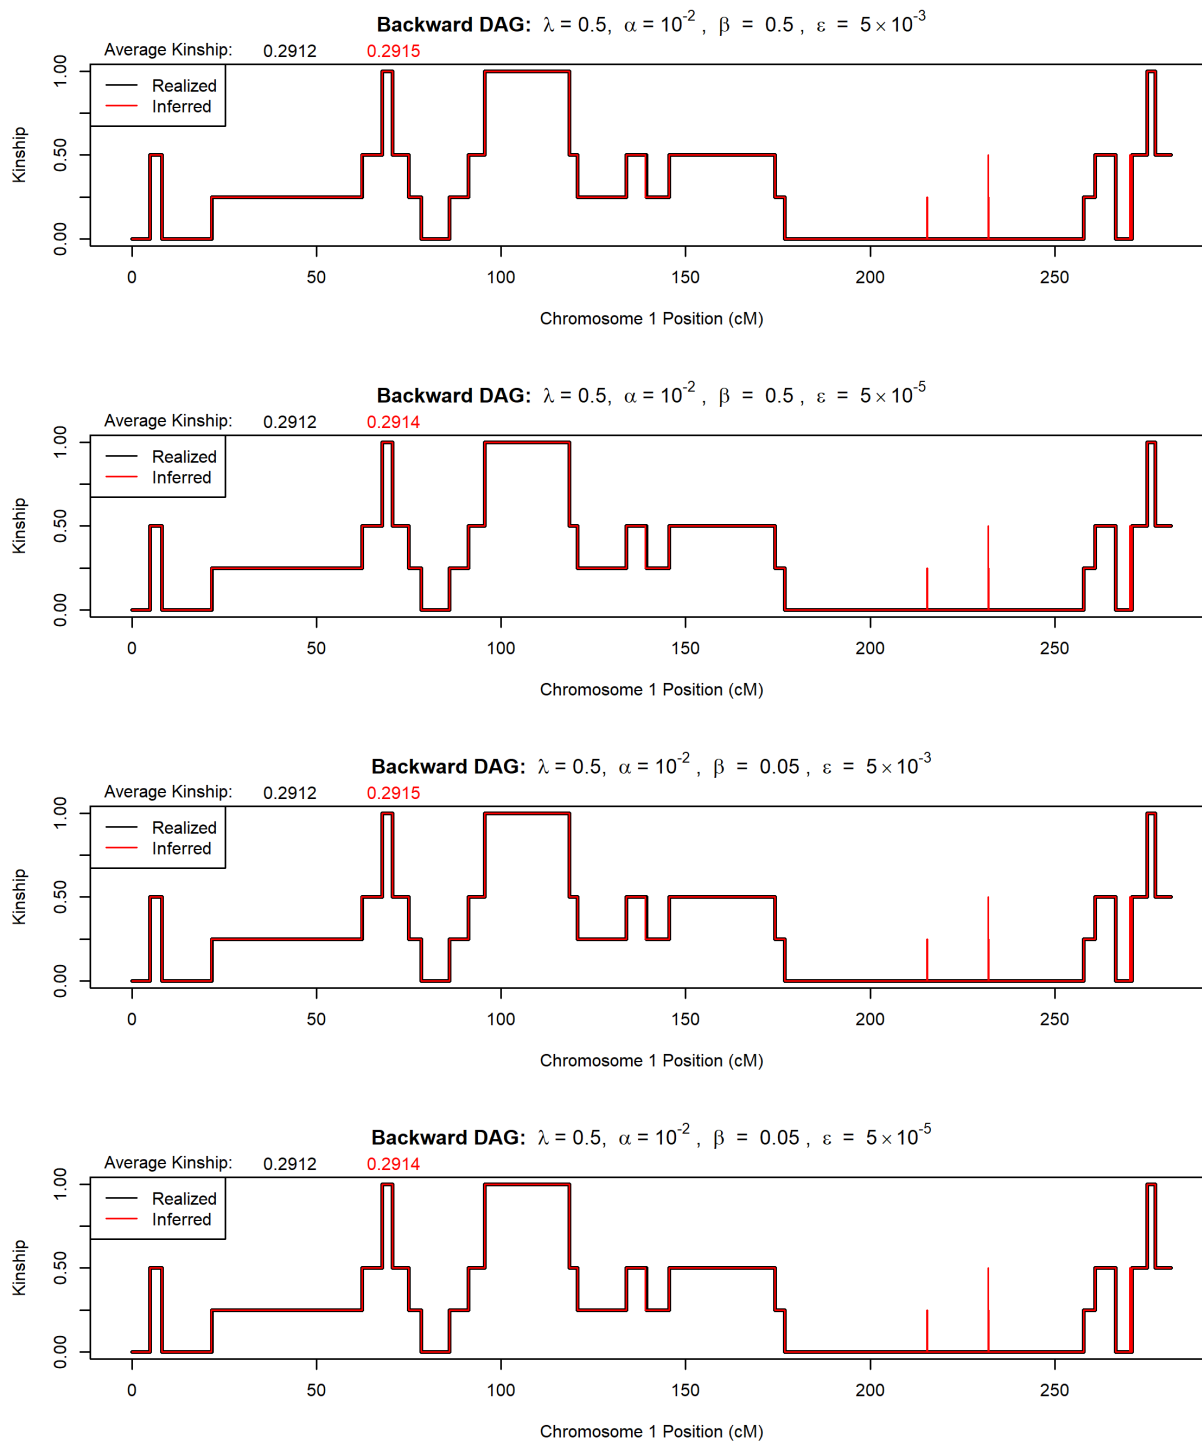 Backward DAG: λ = 0.5, α = 10^-2 , β = 0.5 , ε = 5 × 10^-3
Average Kinship: 0.2912 0.2915
Realized
Inferred
Kinship
0.00 0.50 1.00
0 50 100 150 200 250
Chromosome 1 Position (cM)
Backward DAG: λ = 0.5, α = 10^-2 , β = 0.5 , ε = 5 × 10^-5
Average Kinship: 0.2912 0.2914
Realized
Inferred
Kinship
0.00 0.50 1.00
0 50 100 150 200 250
Chromosome 1 Position (cM)
Backward DAG: λ = 0.5, α = 10^-2 , β = 0.05 , ε = 5 × 10^-3
Average Kinship: 0.2912 0.2915
Realized
Inferred
Kinship
0.00 0.50 1.00
0 50 100 150 200 250
Chromosome 1 Position (cM)
Backward DAG: λ = 0.5, α = 10^-2 , β = 0.05 , ε = 5 × 10^-5
Average Kinship: 0.2912 0.2914
Realized
Inferred
Kinship
0.00 0.50 1.00
0 50 100 150 200 250
Chromosome 1 Position (cM)